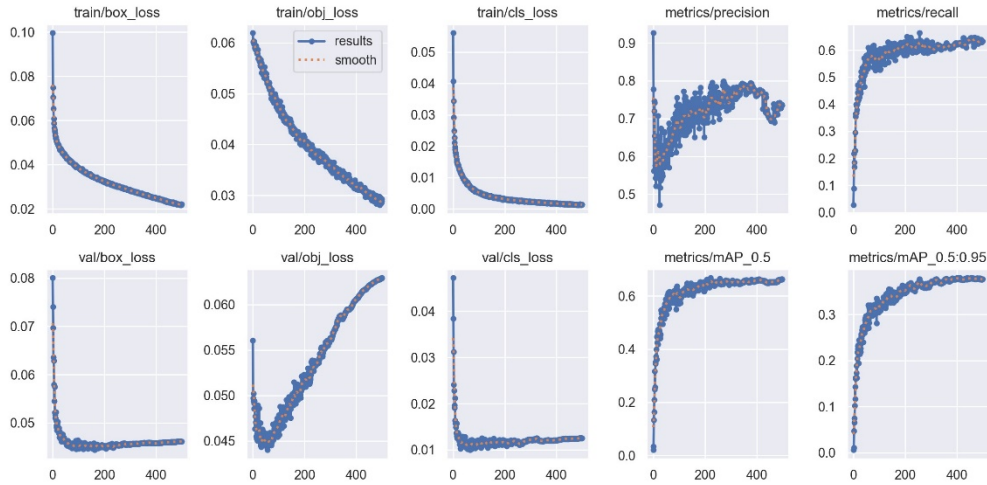 train/box_loss
0.10
0.08
0.06
0.04
0.02
0 200 400
train/obj_loss
results
smooth
0.06
0.05
0.04
0.03
0 200 400
train/cls_loss
0.05
0.04
0.03
0.02
0.01
0.00
0 200 400
metrics/precision
0.9
0.8
0.7
0.6
0.5
0 200 400
metrics/recall
0.6
0.5
0.4
0.3
0.2
0.1
0.0
0 200 400
val/box_loss
0.08
0.07
0.06
0.05
0 200 400
val/obj_loss
0.060
0.055
0.050
0.045
0 200 400
val/cls_loss
0.04
0.03
0.02
0.01
0 200 400
metrics/mAP_0.5
0.6
0.4
0.2
0.0
0 200 400
metrics/mAP_0.5:0.95
0.3
0.2
0.1
0.0
0 200 400